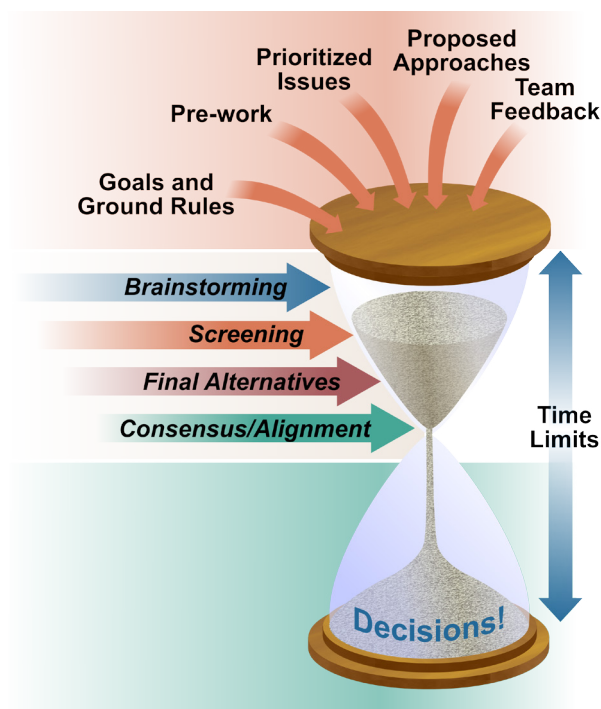 Proposed
Approaches
Prioritized
Issues
Team
Feedback
Pre-work
Goals and
Ground Rules
Brainstorming
Screening
Final Alternatives
Consensus/Alignment
Time
Limits
Decisions!